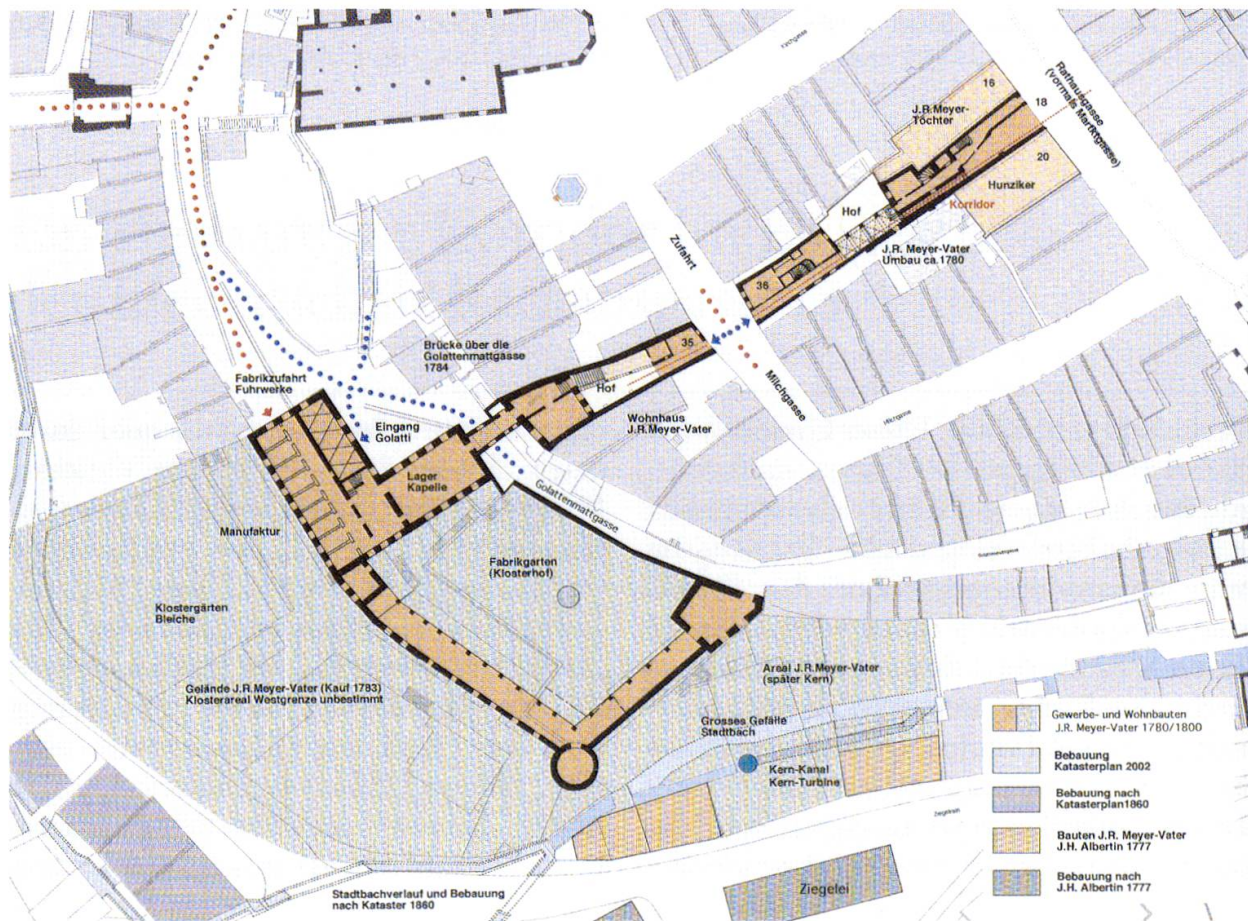 Kirchgasse
Rathausgasse
(vormals Marktgasse)
16
J.R.Meyer-
Töchter
18
20
Hunziker
Korridor
Hof
Zufahrt
J.R. Meyer-Vater
Umbau ca.1780
36
Brücke über die
Golattenmattgasse
1784
35
Hof
Milchgasee
Fabrikzufahrt
Fuhrwerke
Eingang
Golatti
Wohnhaus
J.R.Meyer-Vater
Lager
Kapelle
Golattenmattgasse
Manufaktur
Fabrikgarten
(Klosterhof)
Klostergärten
Bleiche
Areal J.R.Meyer-Vater
(später Kern)
Gelände J.R.Meyer-Vater (Kauf 1783)
Klosterareal Westgrenze unbestimmt
Grosses Gefälle
Stadtbach
Kern-Kanal
Kern-Turbine
Ziegelrain
Ziegelei
Stadtbachverlauf und Bebauung
nach Kataster 1860
Gewerbe- und Wohnbauten
J.R. Meyer-Vater 1780/1800
Bebauung
Katasterplan 2002
Bebauung nach
Katasterplan1860
Bauten J.R. Meyer-Vater
J.H. Albertin 1777
Bebauung nach
J.H. Albertin 1777